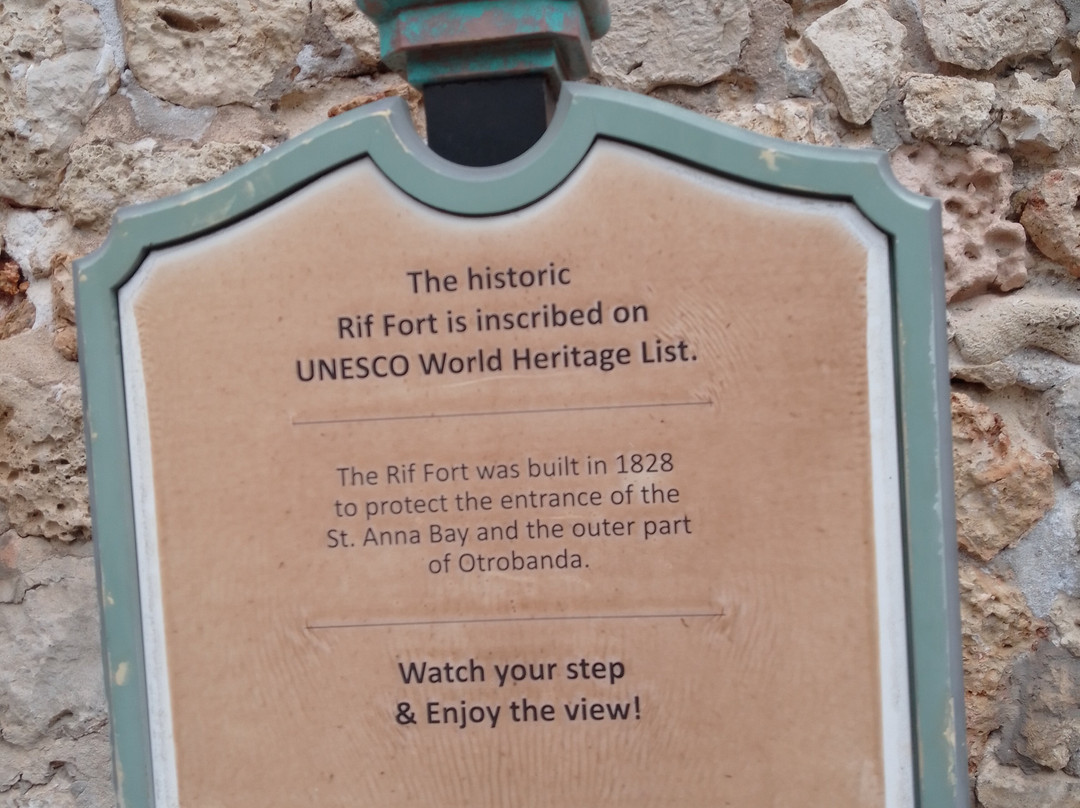 The historic
Rif Fort is inscribed on
UNESCO World Heritage List.
The Rif Fort was built in 1828
to protect the entrance of the
St. Anna Bay and the outer part
of Otrobanda.
Watch your step
& Enjoy the view!